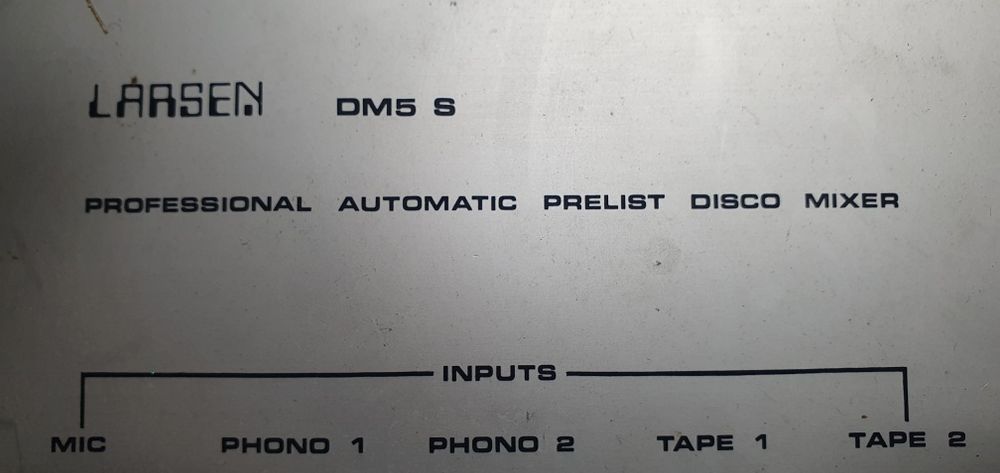 LARSEN DM5 S
PROFESSIONAL AUTOMATIC PRELIST DISCO MIXER
INPUTS
MIC PHONO 1 PHONO 2 TAPE 1 TAPE 2